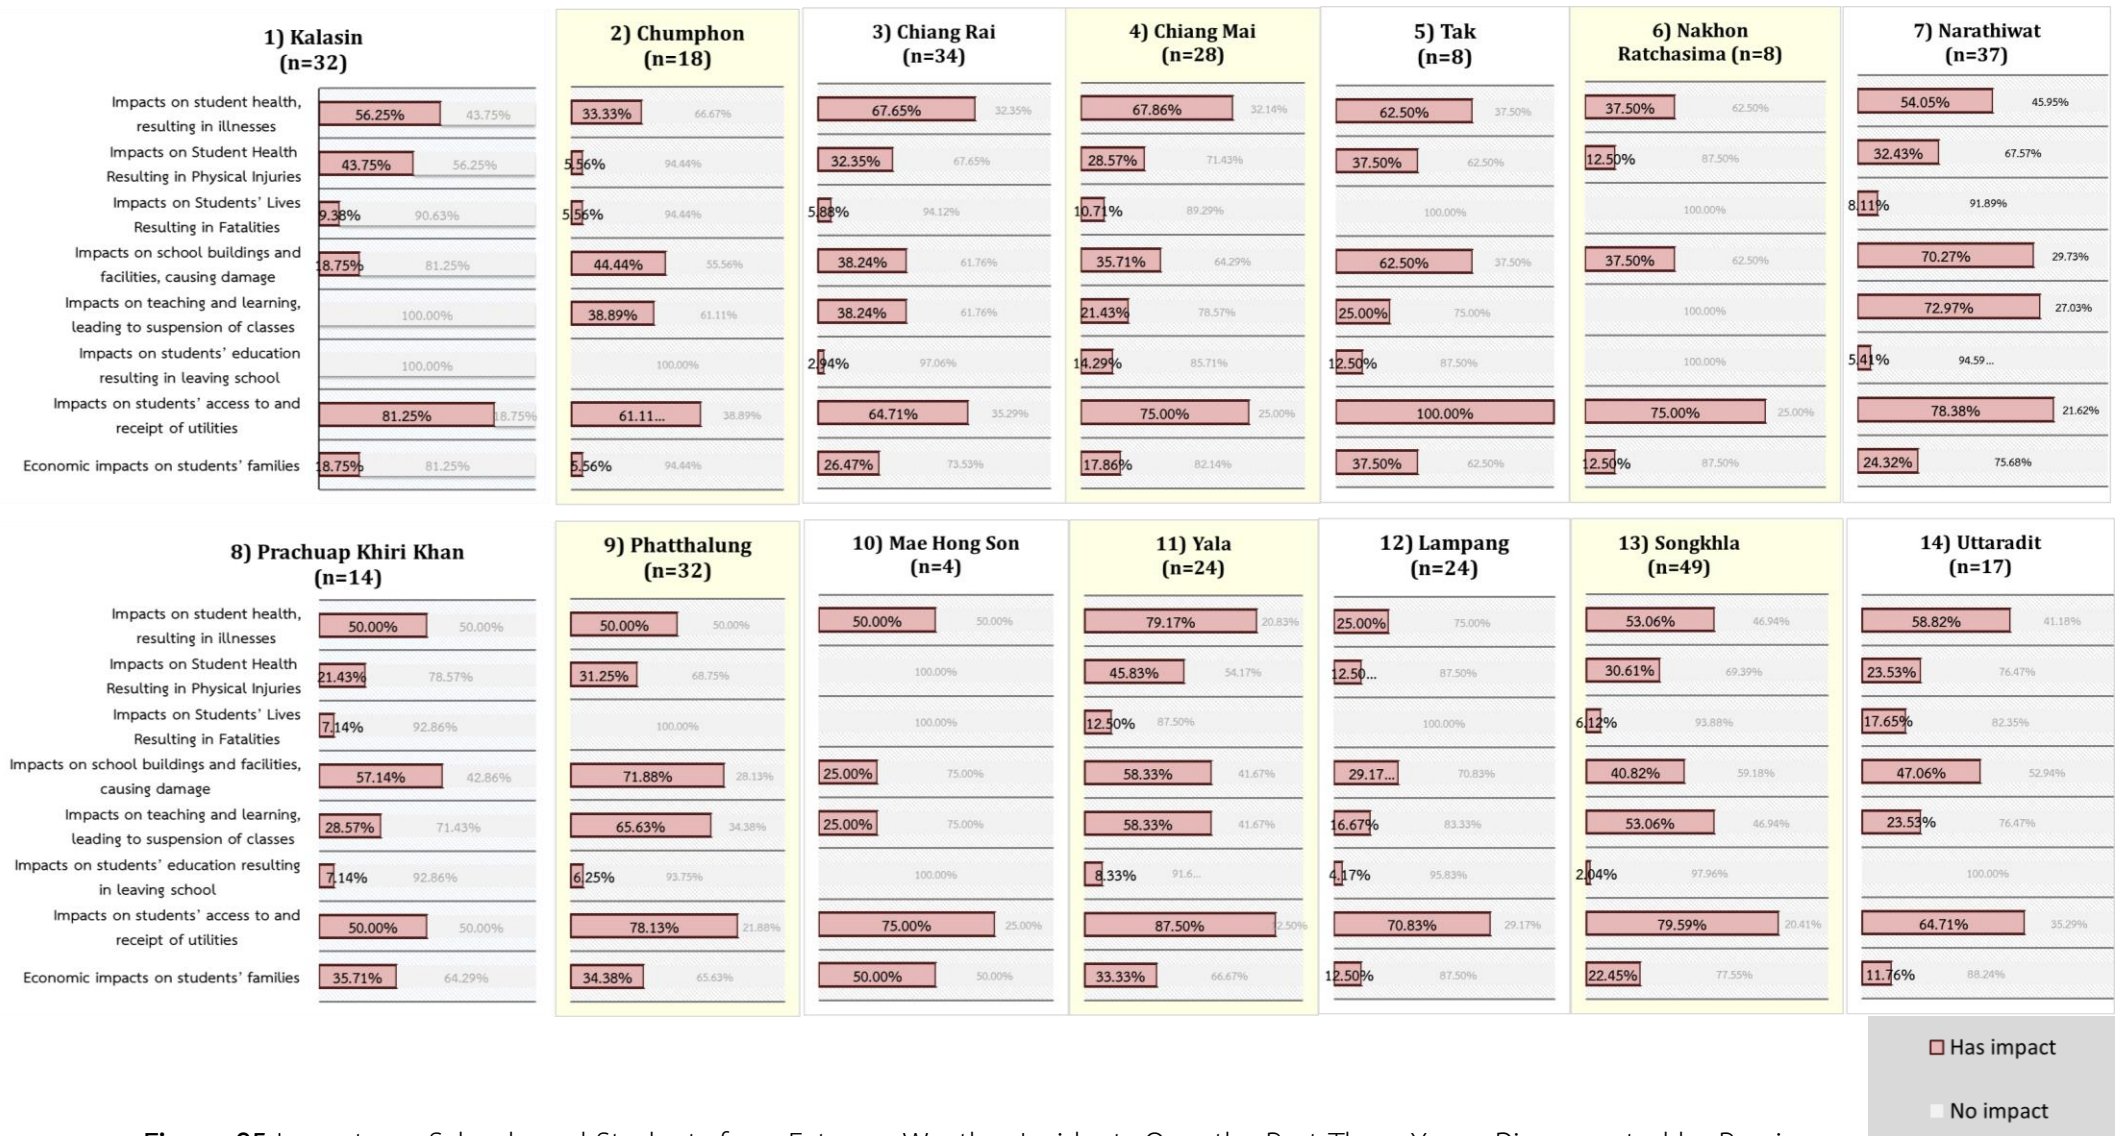 1) Kalasin
(n=32)
Impacts on student health,
resulting in illnesses
56.25% 43.75%
Impacts on Student Health
Resulting in Physical Injuries
43.75% 56.25%
Impacts on Students' Lives
Resulting in Fatalities
9.38% 90.63%
Impacts on school buildings and
facilities, causing damage
18.75% 81.25%
Impacts on teaching and learning,
leading to suspension of classes
100.00%
Impacts on students' education
resulting in leaving school
100.00%
Impacts on students' access to and
receipt of utilities
81.25% 18.75%
Economic impacts on students' families
18.75% 81.25%
2) Chumphon
(n=18)
33.33% 66.67%
5.56% 94.44%
5.56% 94.44%
44.44% 55.56%
38.89% 61.11%
100.00%
61.11... 38.89%
5.56% 94.44%
3) Chiang Rai
(n=34)
67.65% 32.35%
32.35% 67.65%
5.88% 94.12%
38.24% 61.76%
38.24% 61.76%
2.94% 97.06%
64.71% 35.29%
26.47% 73.53%
4) Chiang Mai
(n=28)
67.86% 32.14%
28.57% 71.43%
10.71% 89.29%
35.71% 64.29%
21.43% 78.57%
14.29% 85.71%
75.00% 25.00%
17.86% 82.14%
5) Tak
(n=8)
62.50% 37.50%
37.50% 62.50%
100.00%
62.50% 37.50%
25.00% 75.00%
12.50% 87.50%
100.00%
37.50% 62.50%
6) Nakhon
Ratchasima (n=8)
37.50% 62.50%
12.50% 87.50%
100.00%
37.50% 62.50%
100.00%
100.00%
75.00% 25.00%
12.50% 87.50%
7) Narathiwat
(n=37)
54.05% 45.95%
32.43% 67.57%
8.11% 91.89%
70.27% 29.73%
72.97% 27.03%
5.41% 94.59...
78.38% 21.62%
24.32% 75.68%
8) Prachuap Khiri Khan
(n=14)
Impacts on student health,
resulting in illnesses
50.00% 50.00%
Impacts on Student Health
Resulting in Physical Injuries
21.43% 78.57%
Impacts on Students' Lives
Resulting in Fatalities
7.14% 92.86%
Impacts on school buildings and facilities,
causing damage
57.14% 42.86%
Impacts on teaching and learning,
leading to suspension of classes
28.57% 71.43%
Impacts on students' education resulting
in leaving school
7.14% 92.86%
Impacts on students' access to and
receipt of utilities
50.00% 50.00%
Economic impacts on students' families
35.71% 64.29%
9) Phatthalung
(n=32)
50.00% 50.00%
31.25% 68.75%
100.00%
71.88% 28.13%
65.63% 34.38%
6.25% 93.75%
78.13% 21.88%
34.38% 65.63%
10) Mae Hong Son
(n=4)
50.00% 50.00%
100.00%
100.00%
25.00% 75.00%
25.00% 75.00%
100.00%
75.00% 25.00%
50.00% 50.00%
11) Yala
(n=24)
79.17% 20.83%
45.83% 54.17%
12.50% 87.50%
58.33% 41.67%
58.33% 41.67%
8.33% 91.6...
87.50% 12.50%
33.33% 66.67%
12) Lampang
(n=24)
25.00% 75.00%
12.50... 87.50%
100.00%
29.17... 70.83%
16.67% 83.33%
4.17% 95.83%
70.83% 29.17%
12.50% 87.50%
13) Songkhla
(n=49)
53.06% 46.94%
30.61% 69.39%
6.12% 93.88%
40.82% 59.18%
53.06% 46.94%
2.04% 97.96%
79.59% 20.41%
22.45% 77.55%
14) Uttaradit
(n=17)
58.82% 41.18%
23.53% 76.47%
17.65% 82.35%
47.06% 52.94%
23.53% 76.47%
100.00%
64.71% 35.29%
11.76% 88.24%
Has impact
No impact